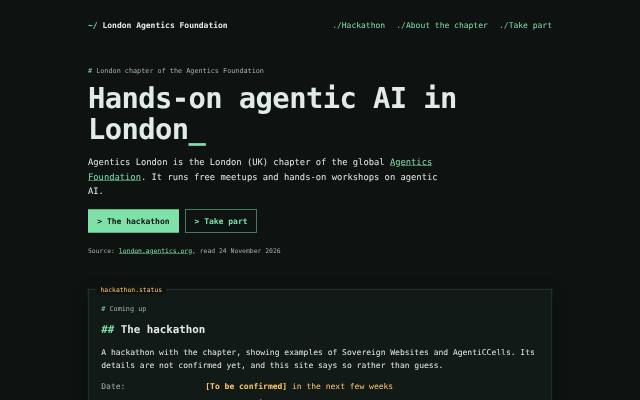 ~/ London Agentics Foundation
./Hackathon ./About the chapter ./Take part
# London chapter of the Agentics Foundation
Hands-on agentic AI in
London_
Agentics London is the London (UK) chapter of the global Agentics
Foundation. It runs free meetups and hands-on workshops on agentic
AI.
> The hackathon
> Take part
Source: london.agentics.org, read 24 November 2026
hackathon.status
# Coming up
## The hackathon
A hackathon with the chapter, showing examples of Sovereign Websites and AgentiCCells. Its
details are not confirmed yet, and this site says so rather than guess.
Date: [To be confirmed] in the next few weeks